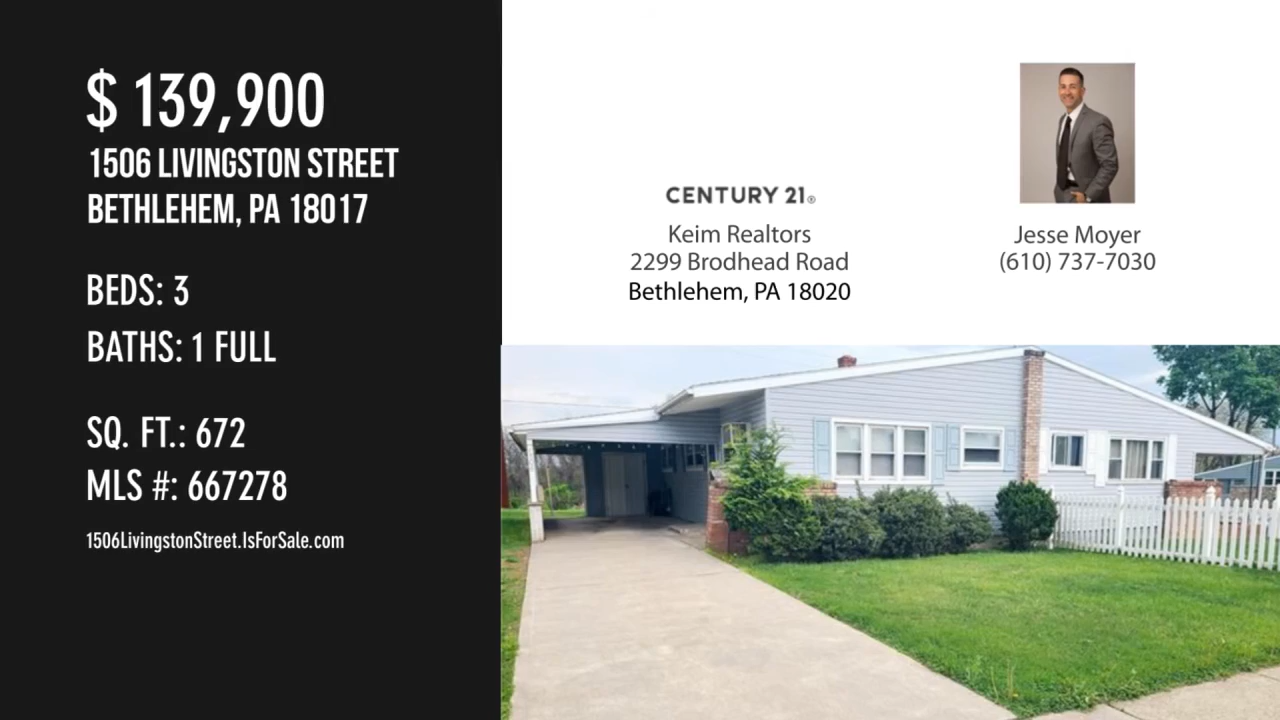 $ 139,900
1506 LIVINGSTON STREET
BETHLEHEM, PA 18017
BEDS: 3
BATHS: 1 FULL
SQ. FT.: 672
MLS #: 667278
1506LivingstonStreet.IsForSale.com
CENTURY 21®
Keim Realtors
2299 Brodhead Road
Bethlehem, PA 18020
Jesse Moyer
(610) 737-7030